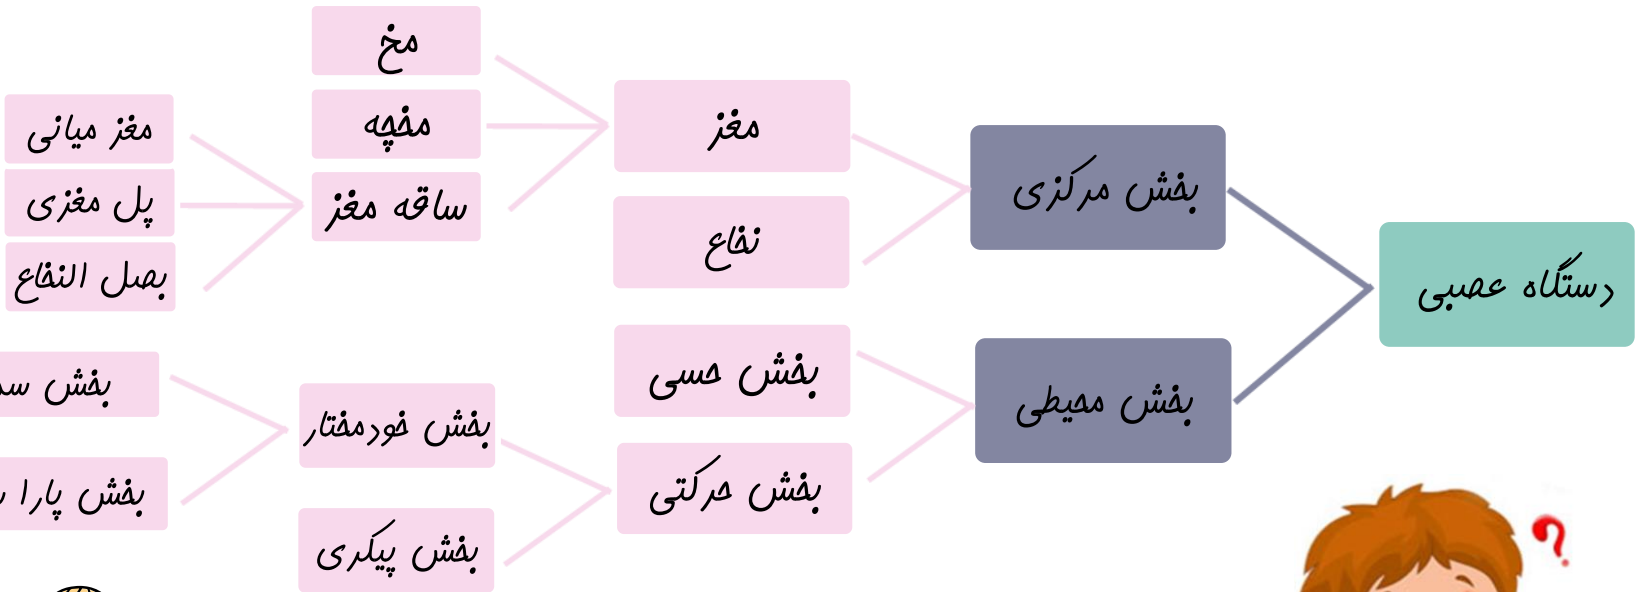 دستگاه عصبی
بخش مرکزی
مغز
مخ
مخچه
ساقه مغز
مغز میانی
پل مغزی
بصل النخاع
نخاع
بخش محیطی
بخش حسی
بخش حرکتی
بخش خودمختار
بخش
بخش پارا
بخش پیکری
?